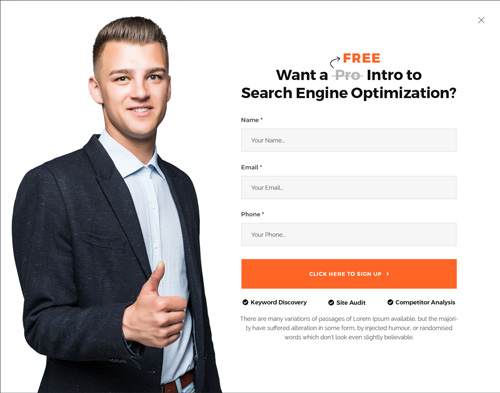 FREE
Want a Pro Intro to
Search Engine Optimization?
Name *
Your Name...
Email *
Your Email...
Phone *
Your Phone...
CLICK HERE TO SIGN UP ›
Keyword Discovery Site Audit Competitor Analysis
There are many variations of passages of Lorem Ipsum available, but the majori-
ty have suffered alteration in some form, by injected humour, or randomised
words which don't look even slightly believable.